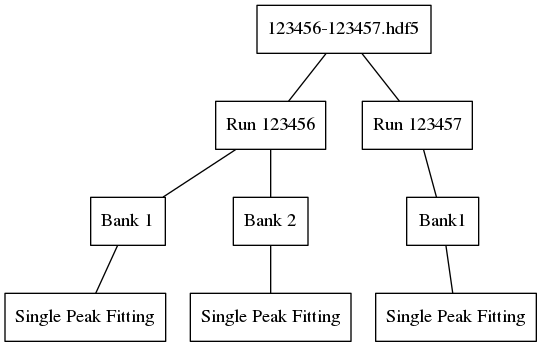 123456-123457.hdf5
Run 123456
Run 123457
Bank 1
Bank 2
Bank1
Single Peak Fitting
Single Peak Fitting
Single Peak Fitting